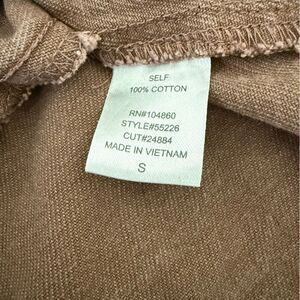 SELF
100% COTTON
RN#104860
STYLE#55226
CUT#24884
MADE IN VIETNAM
S